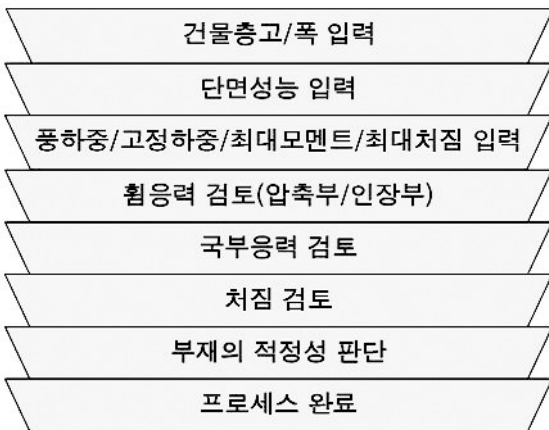 건물층고/폭 입력
단면성능 입력
풍하중/고정하중/최대모멘트/최대처짐 입력
휨응력 검토(압축부/인장부)
국부응력 검토
처짐 검토
부재의 적정성 판단
프로세스 완료